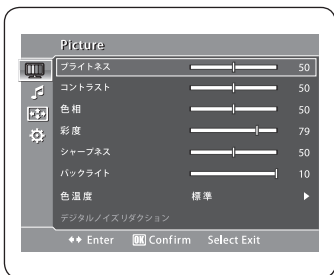 Picture
ブライトネス 50
コントラスト 50
色相 50
彩度 79
シャープネス 50
バックライト 10
色温度 標準
デジタルノイズリダクション
Enter OK Confirm Select Exit